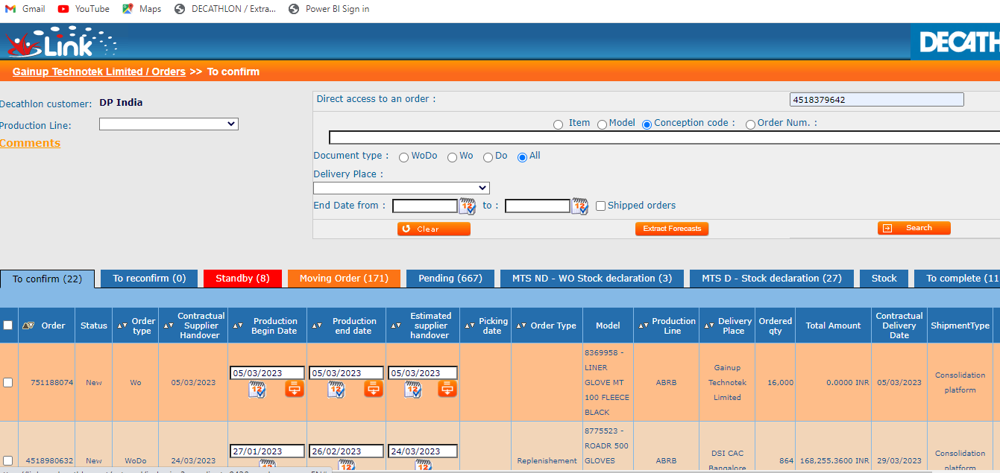 Gmail YouTube Maps DECATHLON / Extra... Power BI Sign in
Link DECATH
Gainup Technotek Limited / Orders >> To confirm
Decathlon customer: DP India
Direct access to an order : 4518379642
Production Line:
Item Model Conception code : Order Num. :
Comments
Document type : WoDo Wo Do All
Delivery Place :
End Date from : 12 to : 12 Shipped orders
Clear Extract Forecasts Search
To confirm (22) To reconfirm (0) Standby (8) Moving Order (171) Pending (667) MTS ND - WO Stock declaration (3) MTS D - Stock declaration (27) Stock To complete (11
Order Status Order type Contractual Supplier Handover Production Begin Date Production end date Estimated supplier handover Picking date Order Type Model Production Line Delivery Place Ordered qty Total Amount Contractual Delivery Date ShipmentType
751188074 New Wo 05/03/2023 05/03/2023 05/03/2023 05/03/2023 8369958 - LINER GLOVE MT 100 FLEECE BLACK ABRB Gainup Technotek Limited 16,000 0.0000 INR 05/03/2023 Consolidation platform
12 12 12
4518980632 New WoDo 24/03/2023 27/01/2023 26/02/2023 24/03/2023 Replenishement 8775523 - ROADR 500 GLOVES ABRB DSI CAC Bangalore 864 168,255.3600 INR 29/03/2023 Consolidation platform
12 12 12